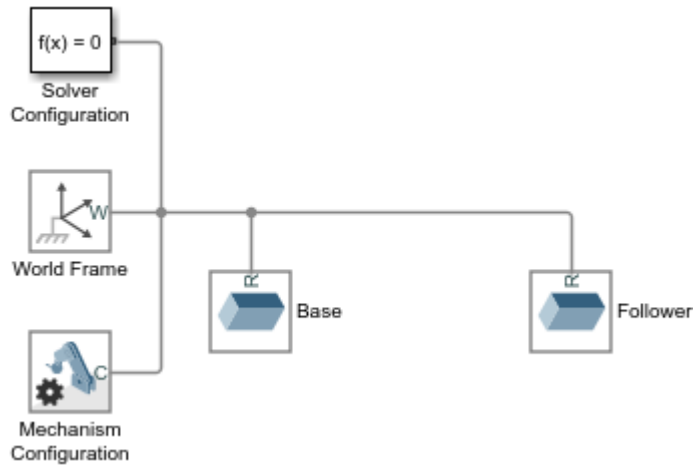 f(x) = 0
Solver
Configuration
W
World Frame
R
Base
R
Follower
C
Mechanism
Configuration